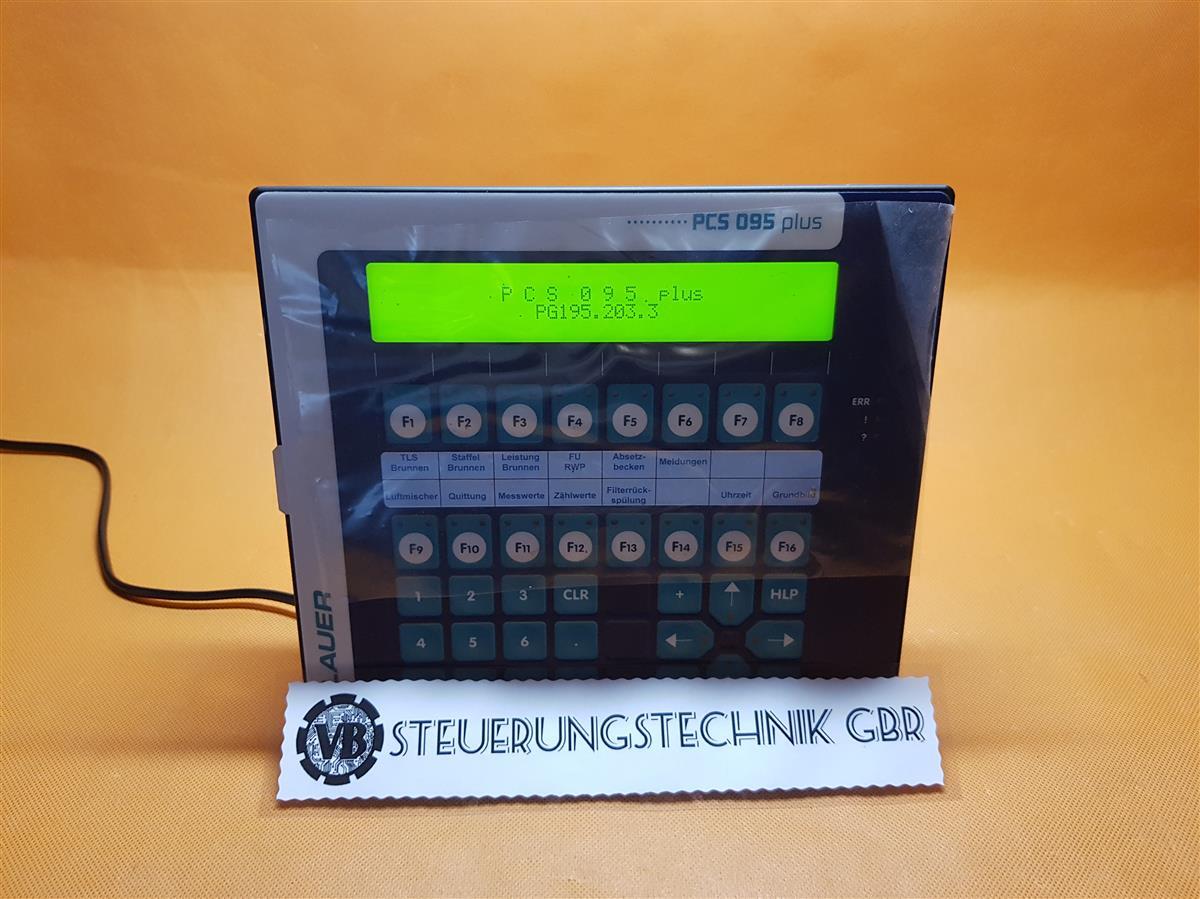 PCS 095 plus
P C S 0 9 5 plus
PG195.203.3
ERR
!
?
F1 F2 F3 F4 F5 F6 F7 F8
TLS Brunnen
Staffel Brunnen
Leistung Brunnen
FU RWP
Absetz-becken
Meldungen
Luftmischer
Quittung
Messwerte
Zählwerte
Filterrück-spülung
Uhrzeit
Grundbild
F9 F10 F11 F12 F13 F14 F15 F16
1 2 3 CLR + HLP
4 5 6 .
LAUER
VB STEUERUNGSTECHNIK GBR